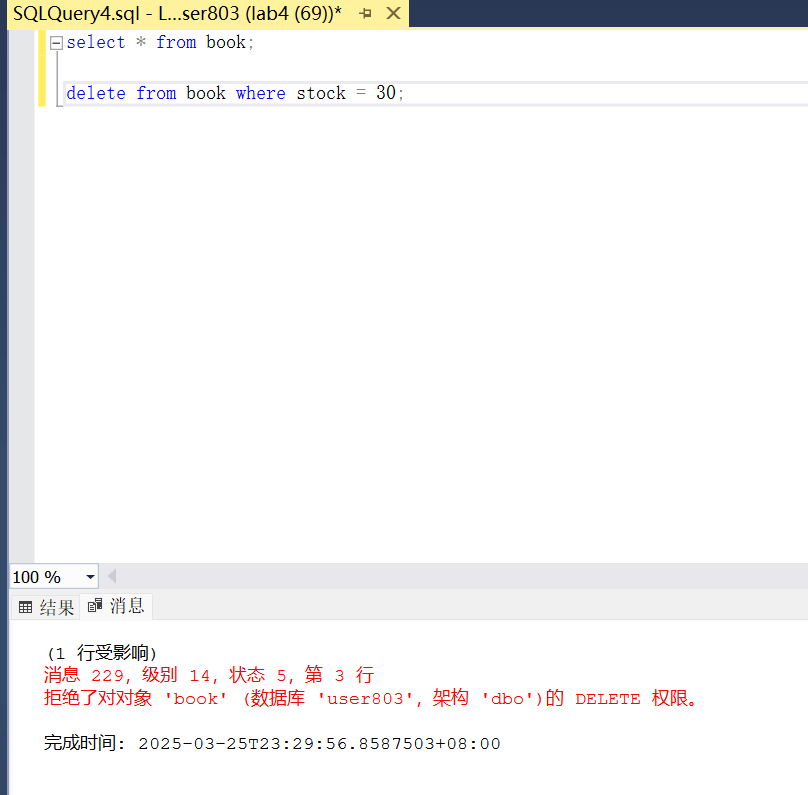 SQLQuery4.sql - L...ser803 (lab4 (69))*
select * from book;
delete from book where stock = 30;
100 %
结果 消息
(1 行受影响)
消息 229，级别 14，状态 5，第 3 行
拒绝了对对象 'book' (数据库 'user803'，架构 'dbo')的 DELETE 权限。
完成时间: 2025-03-25T23:29:56.8587503+08:00